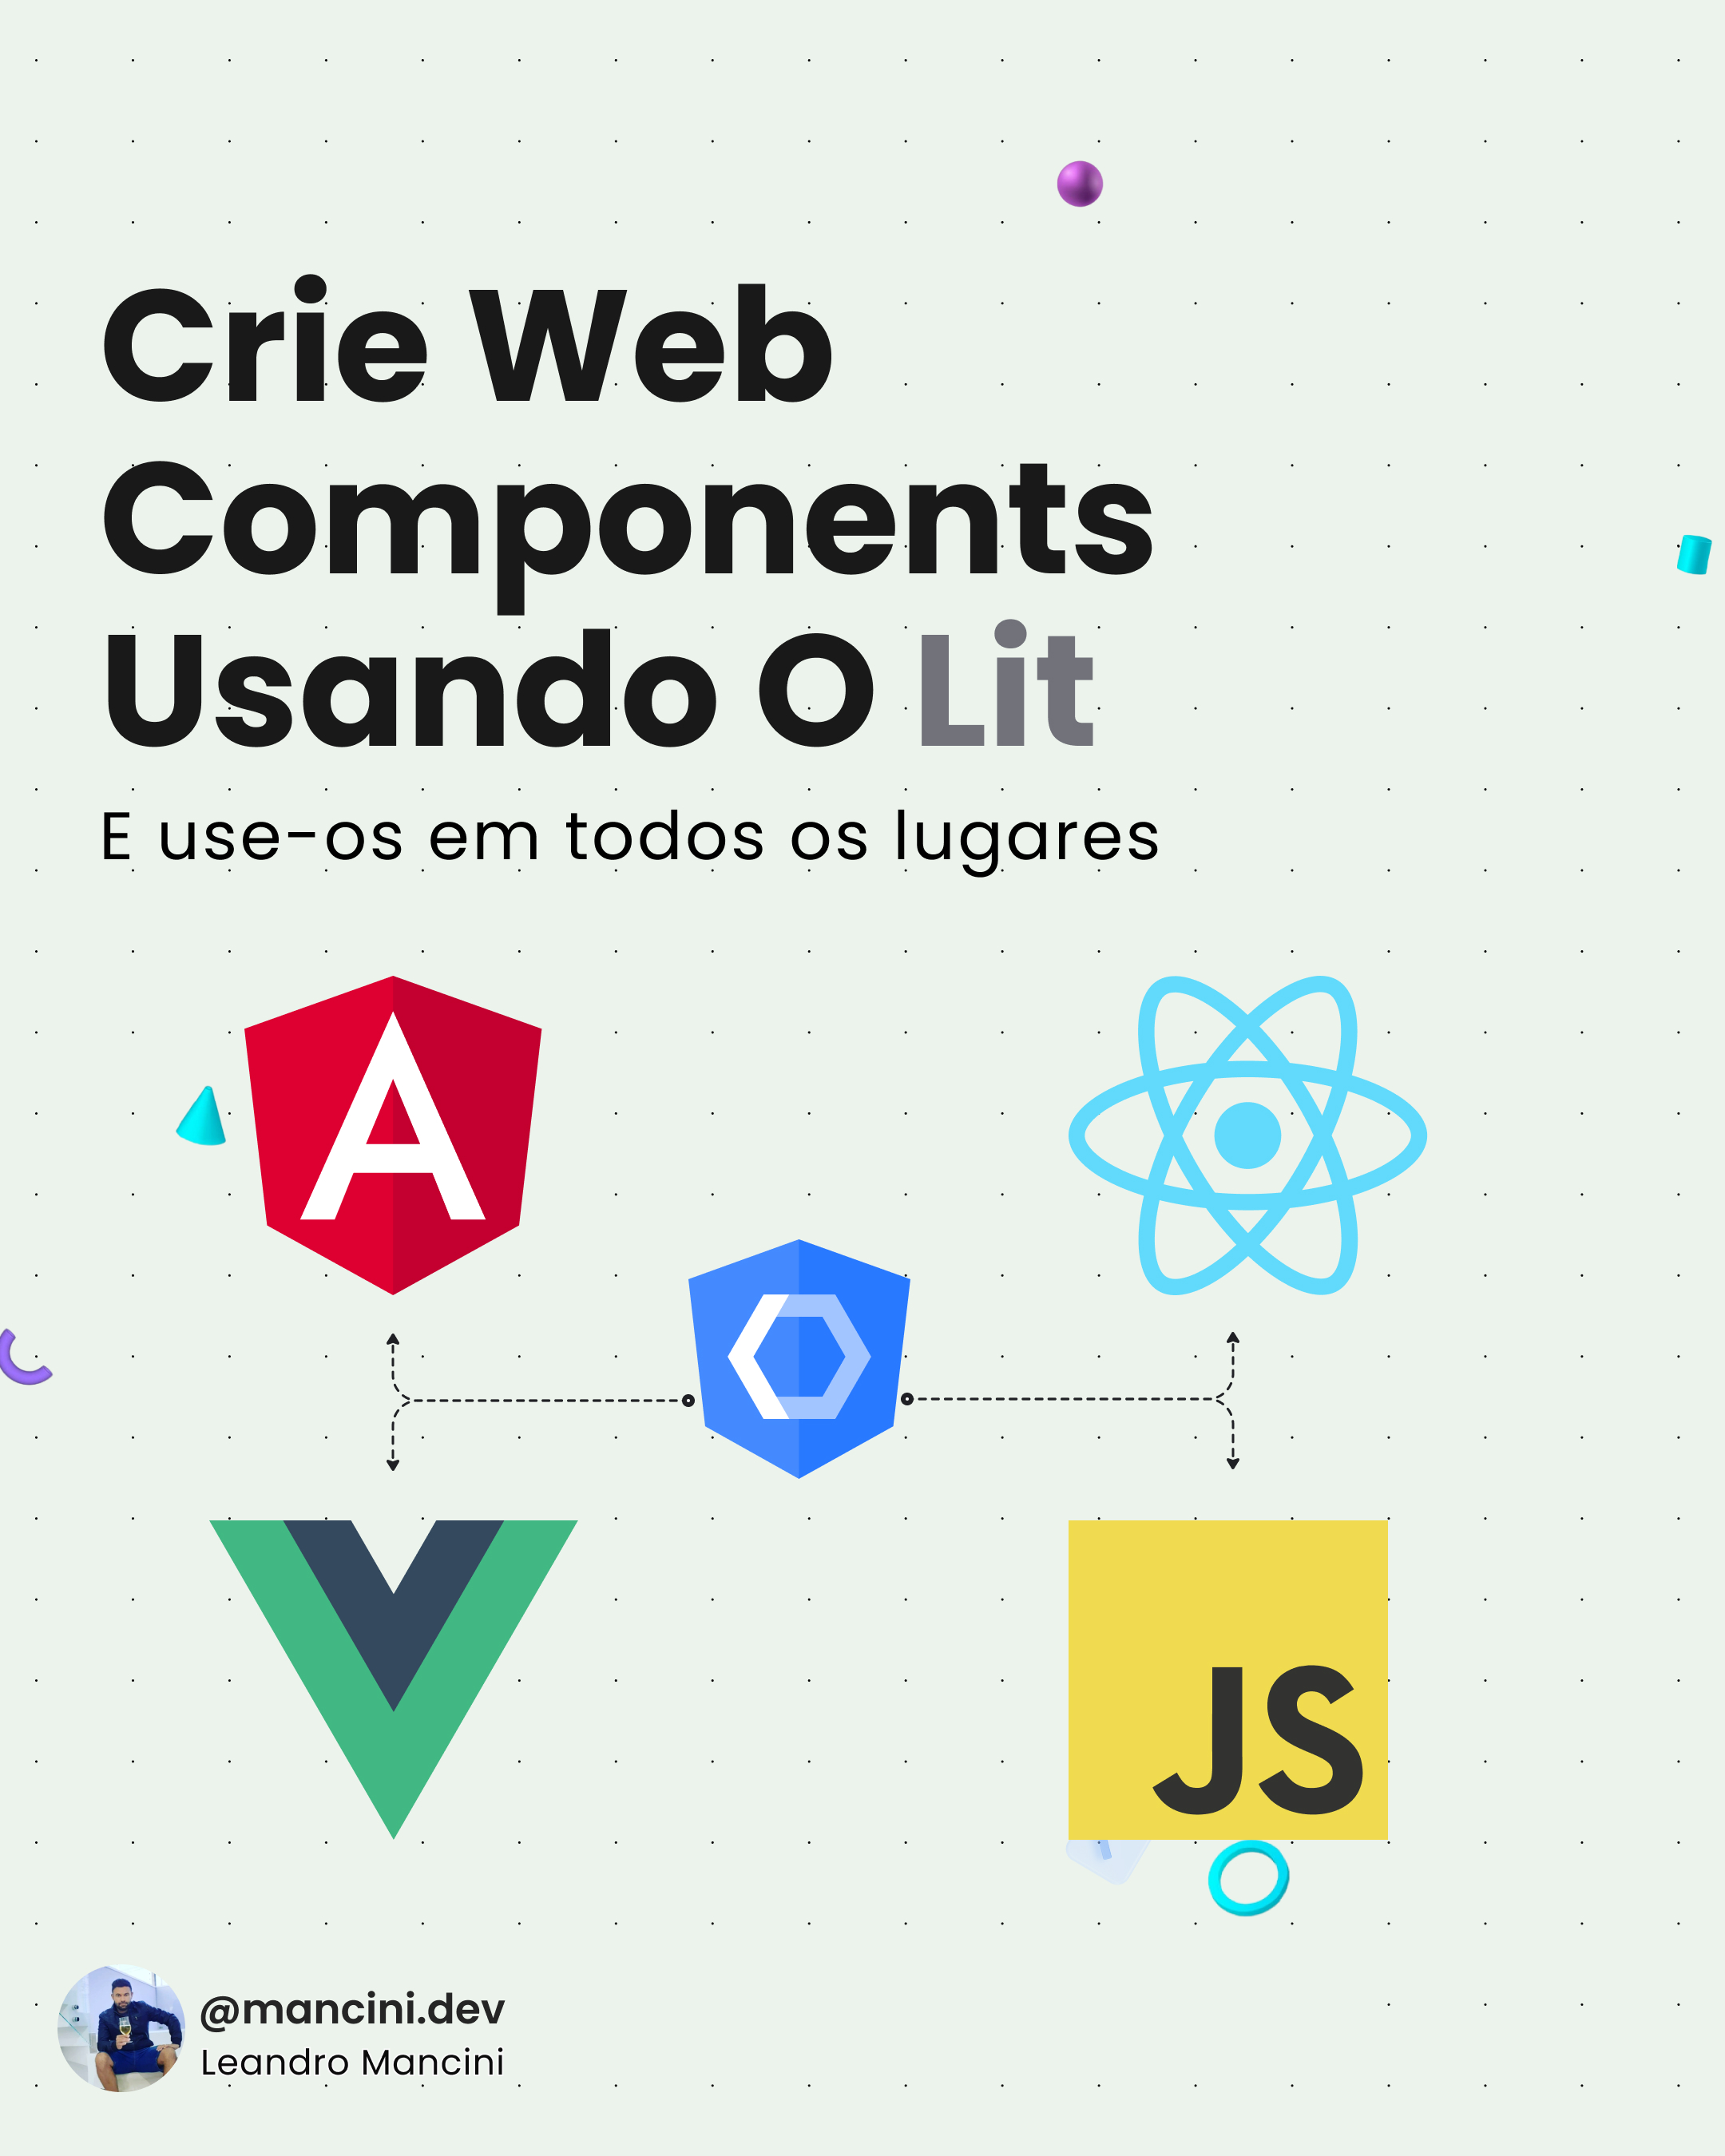 Crie Web
Components
Usando O Lit
E use-os em todos os lugares
A
JS
@mancini.dev
Leandro Mancini